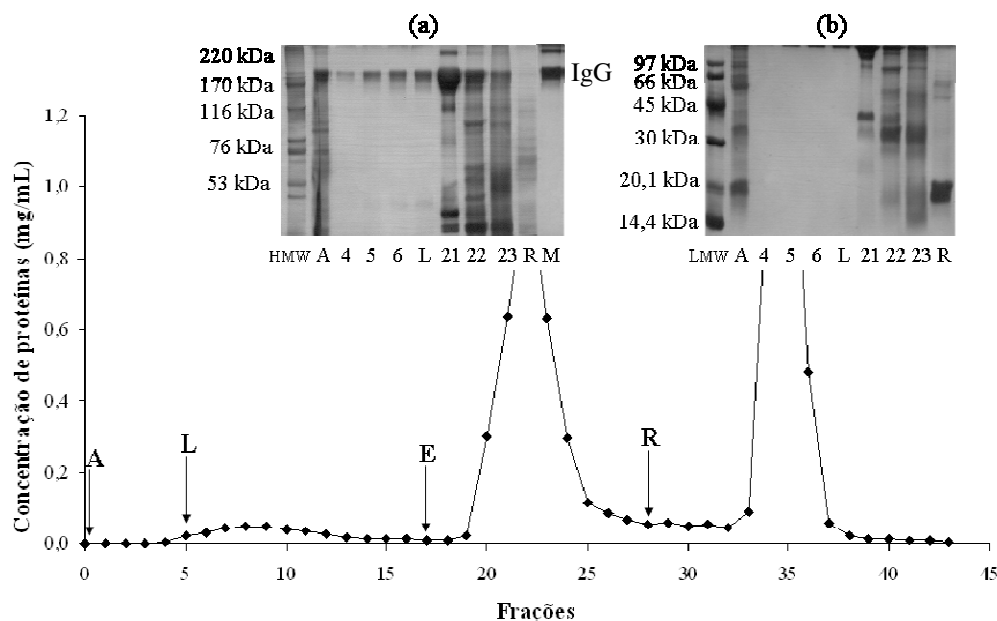 (a)
(b)
220 kDa
170 kDa
116 kDa
76 kDa
53 kDa
IgG
97 kDa
66 kDa
45 kDa
30 kDa
20,1 kDa
14,4 kDa
HMW A 4 5 6 L 21 22 23 R M
LMW A 4 5 6 L 21 22 23 R
Concentração de proteínas (mg/mL)
1,2
1,0
0,8
0,6
0,4
0,2
0,0
A
L
E
R
0 5 10 15 20 25 30 35 40 45
Frações